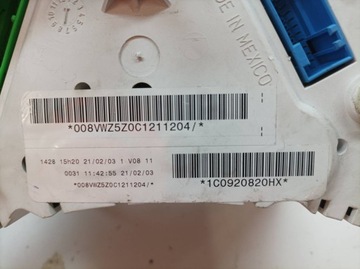 MADE IN MEXICO
*008VWZ5Z0C1211204/*
1428 15h20 21/02/03 1 V08 11
0031 11:42:55 21/02/03
*008VWZ5Z0C1211204/*
*1C0920820HX*